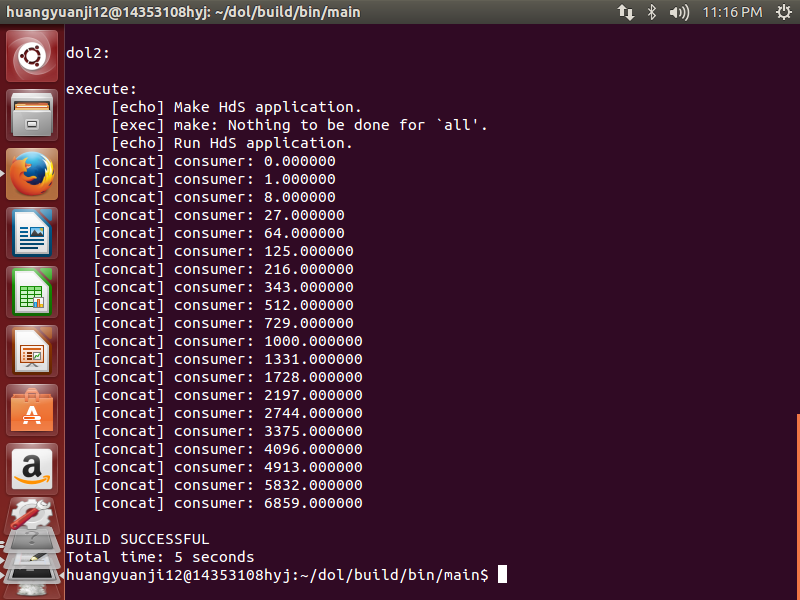 huangyuanji12@14353108hyj: ~/dol/build/bin/main 11:16 PM
dol2:
execute:
[echo] Make HdS application.
[exec] make: Nothing to be done for `all'.
[echo] Run HdS application.
[concat] consumer: 0.000000
[concat] consumer: 1.000000
[concat] consumer: 8.000000
[concat] consumer: 27.000000
[concat] consumer: 64.000000
[concat] consumer: 125.000000
[concat] consumer: 216.000000
[concat] consumer: 343.000000
[concat] consumer: 512.000000
[concat] consumer: 729.000000
[concat] consumer: 1000.000000
[concat] consumer: 1331.000000
[concat] consumer: 1728.000000
[concat] consumer: 2197.000000
[concat] consumer: 2744.000000
[concat] consumer: 3375.000000
[concat] consumer: 4096.000000
[concat] consumer: 4913.000000
[concat] consumer: 5832.000000
[concat] consumer: 6859.000000
BUILD SUCCESSFUL
Total time: 5 seconds
huangyuanji12@14353108hyj:~/dol/build/bin/main$